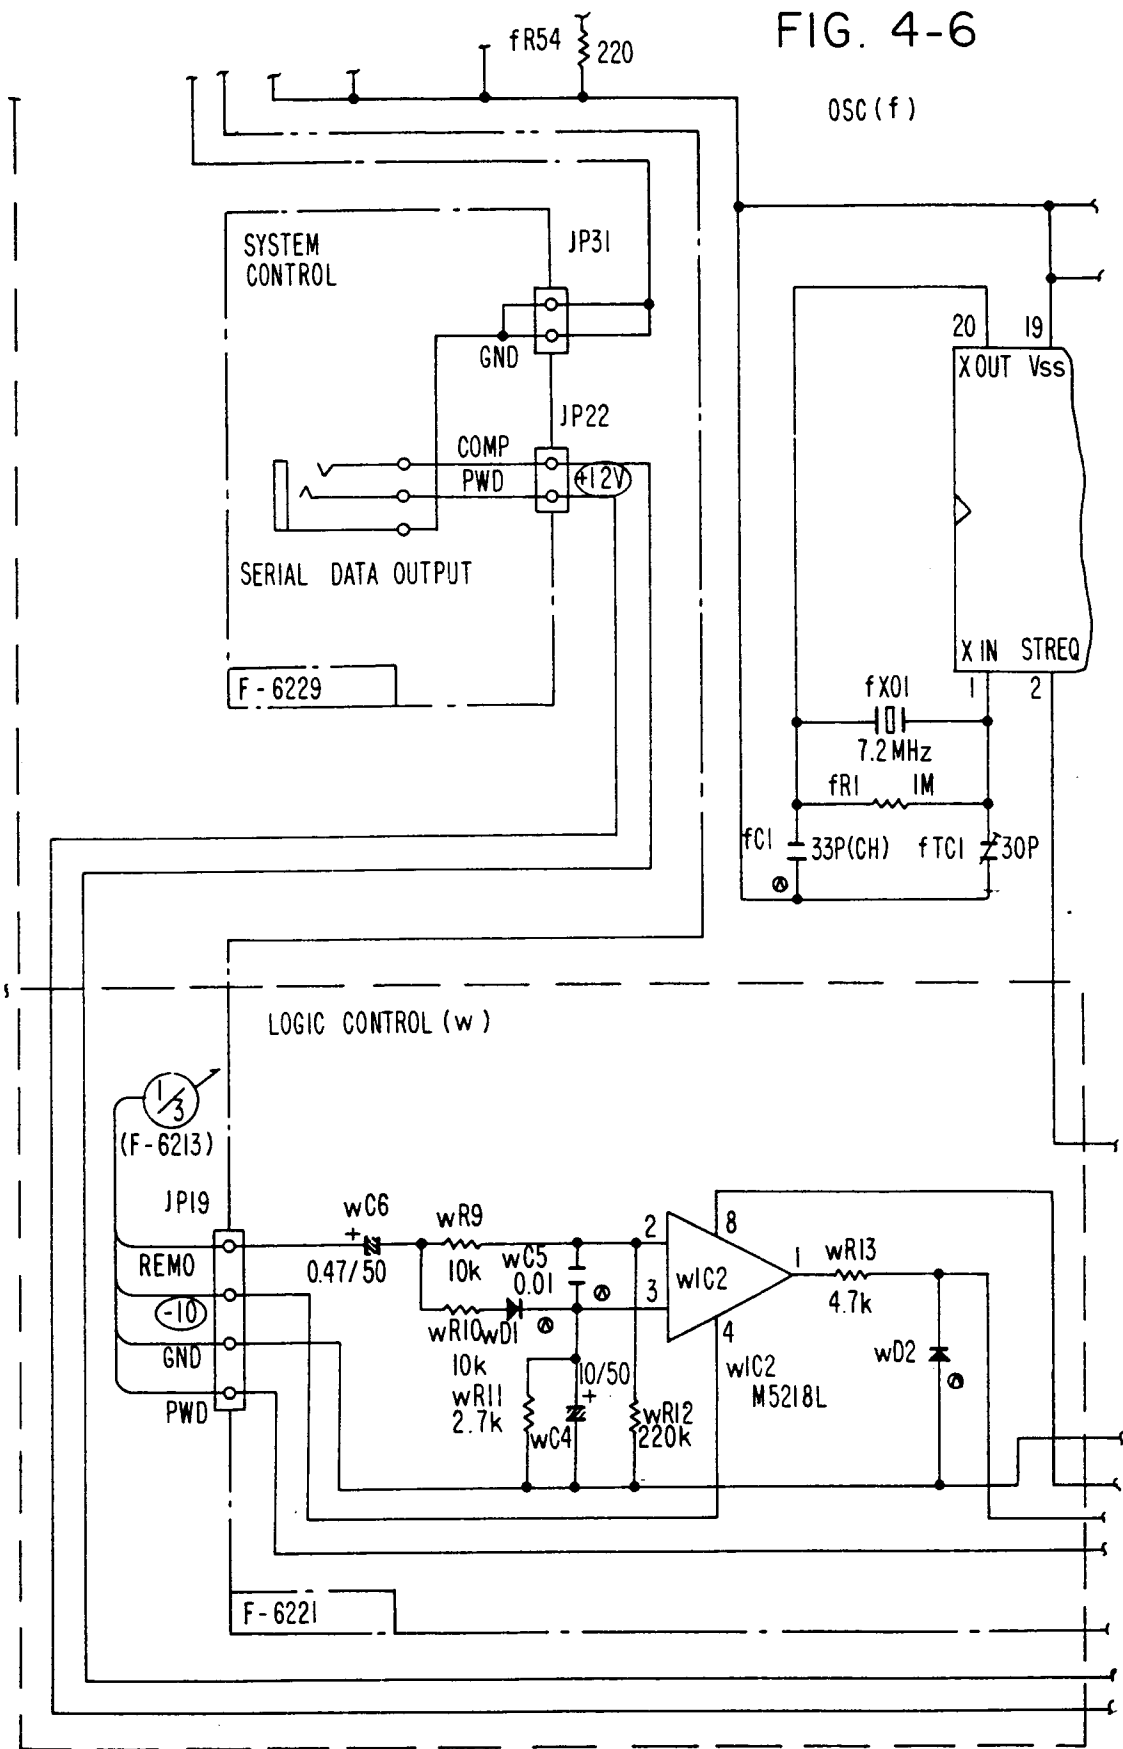 FIG. 4-6
fR54
220
OSC(f)
SYSTEM
CONTROL
JP31
GND
JP22
COMP
PWD
+12V
SERIAL DATA OUTPUT
F-6229
20
19
X OUT
Vss
X IN
STREQ
1
2
fX01
7.2MHz
fR1
1M
fC1
33P(CH)
fTC1
30P
LOGIC CONTROL (w)
1/3
(F-6213)
JP19
REMO
-10
GND
PWD
wC6
+
0.47/50
wR9
10k
wC5
0.01
wR10
10k
wD1
wR11
2.7k
10/50
+
wC4
wR12
220k
2
3
8
1
4
wIC2
wIC2
M5218L
wR13
4.7k
wD2
F-6221